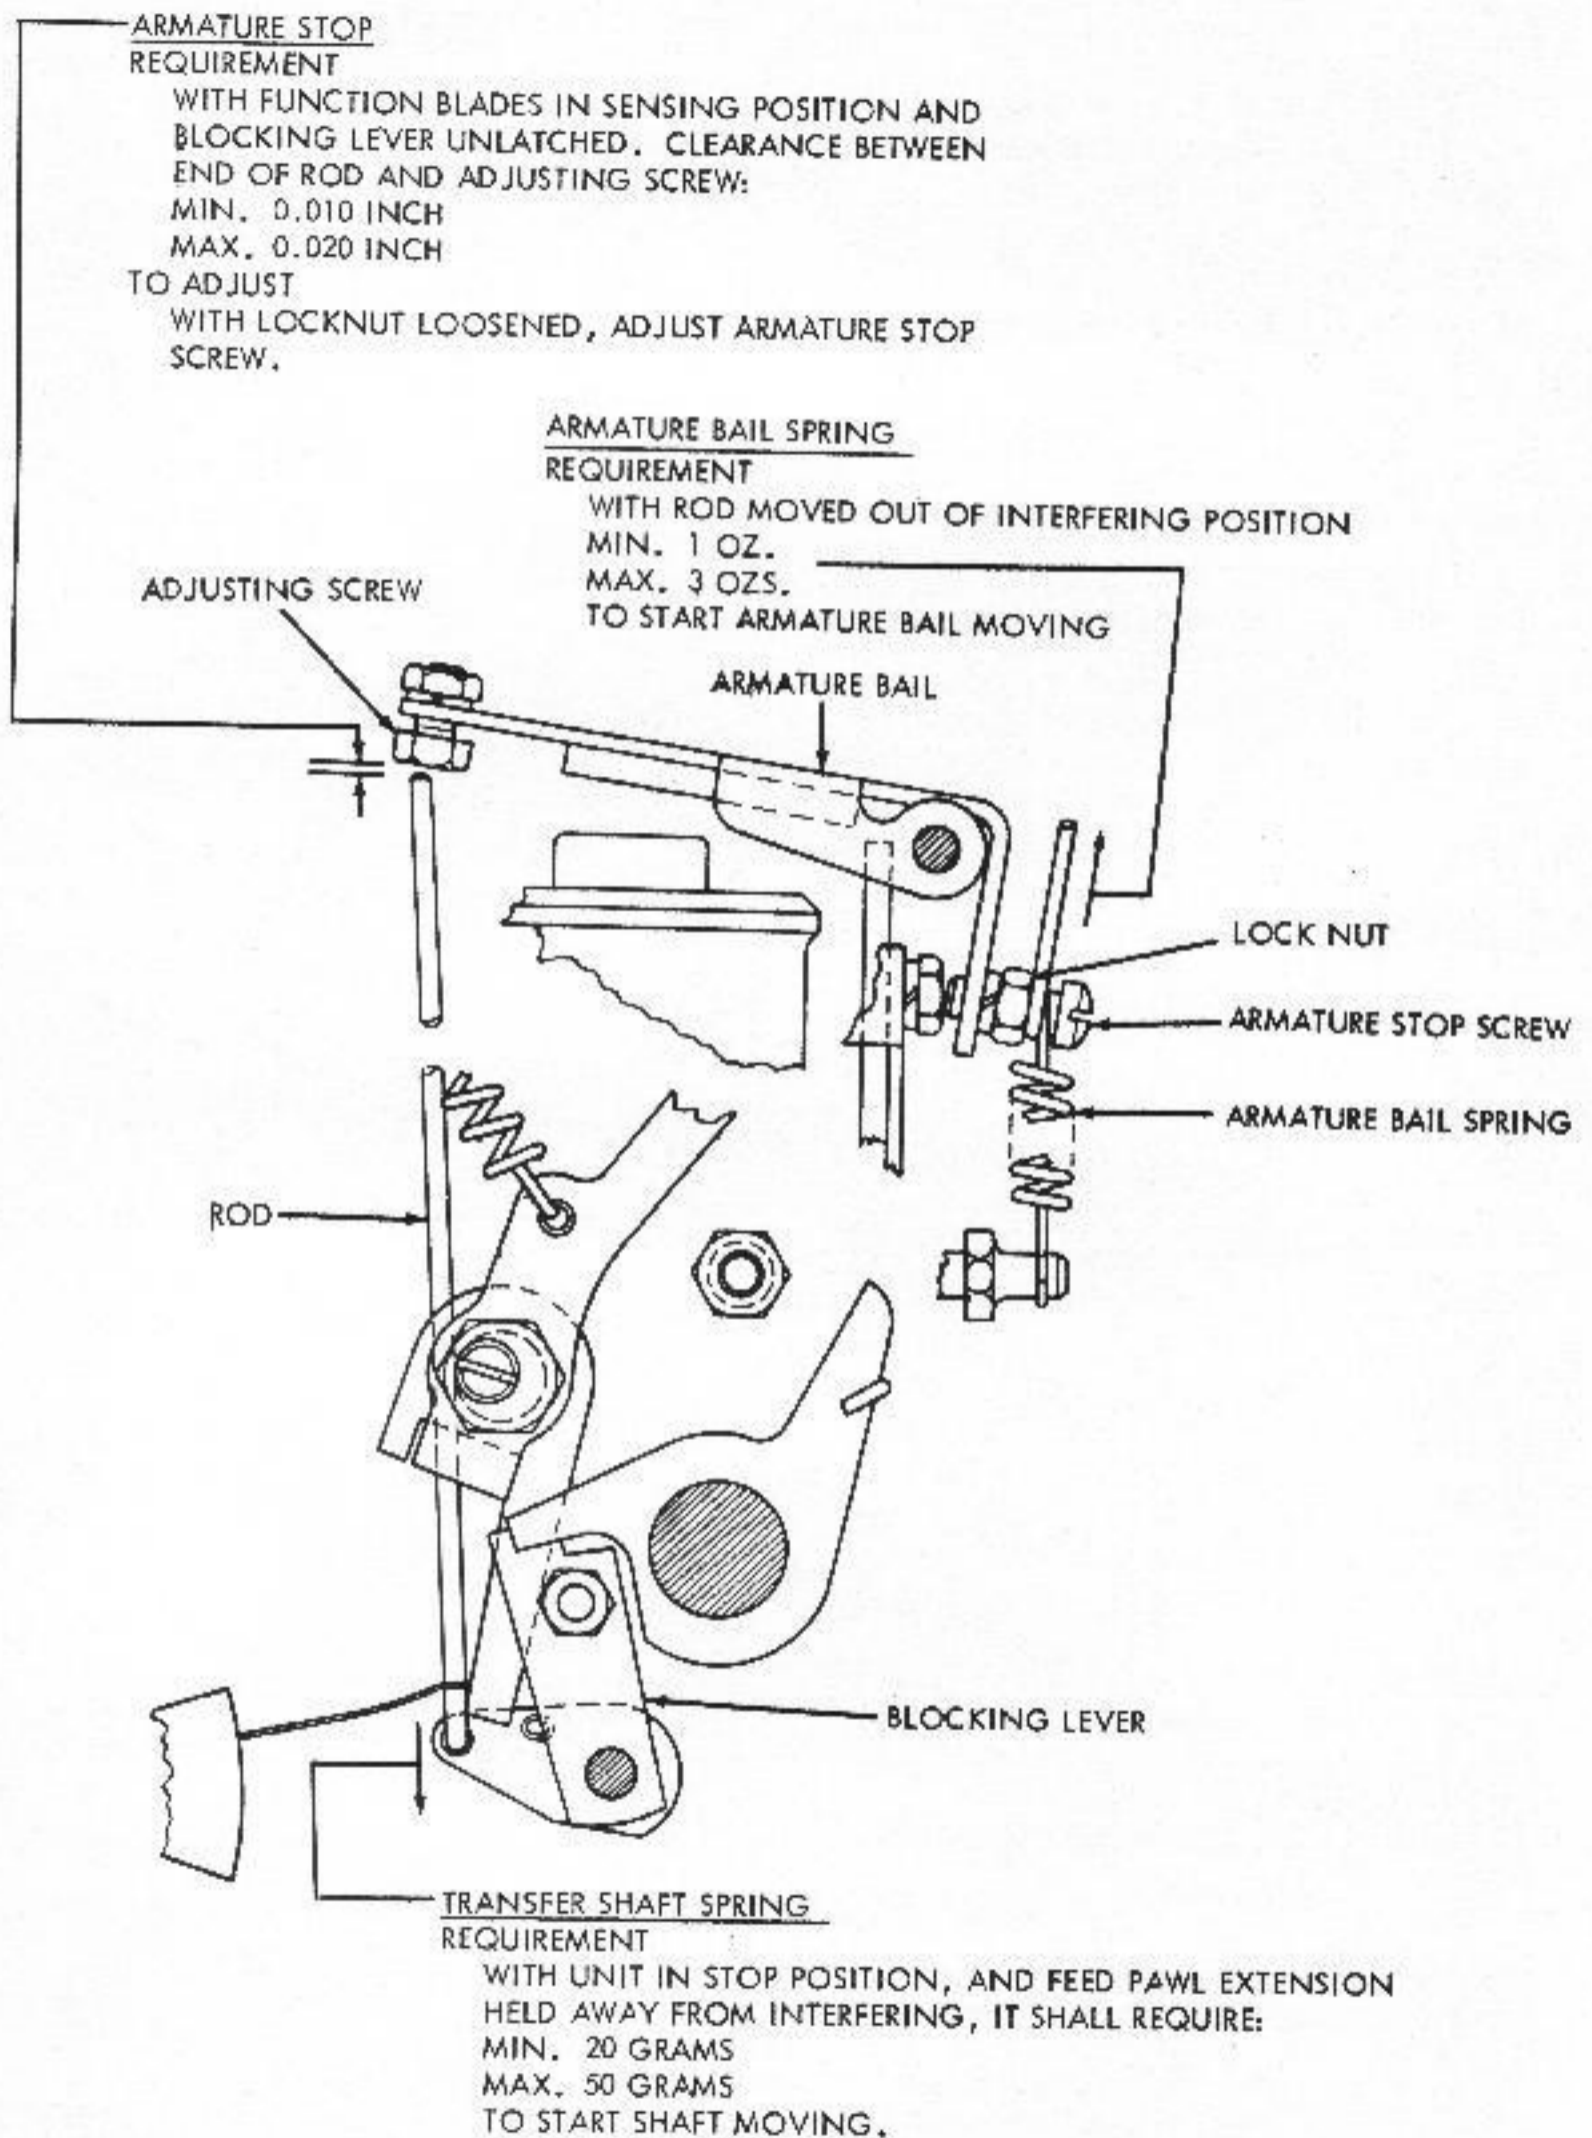 ARMATURE STOP
REQUIREMENT
WITH FUNCTION BLADES IN SENSING POSITION AND
BLOCKING LEVER UNLATCHED. CLEARANCE BETWEEN
END OF ROD AND ADJUSTING SCREW:
MIN. 0.010 INCH
MAX. 0.020 INCH
TO ADJUST
WITH LOCKNUT LOOSENED, ADJUST ARMATURE STOP
SCREW.
ARMATURE BAIL SPRING
REQUIREMENT
WITH ROD MOVED OUT OF INTERFERING POSITION
MIN. 1 OZ.
MAX. 3 OZS.
TO START ARMATURE BAIL MOVING
ADJUSTING SCREW
ARMATURE BAIL
LOCK NUT
ARMATURE STOP SCREW
ARMATURE BAIL SPRING
ROD
BLOCKING LEVER
TRANSFER SHAFT SPRING
REQUIREMENT
WITH UNIT IN STOP POSITION, AND FEED PAWL EXTENSION
HELD AWAY FROM INTERFERING, IT SHALL REQUIRE:
MIN. 20 GRAMS
MAX. 50 GRAMS
TO START SHAFT MOVING.